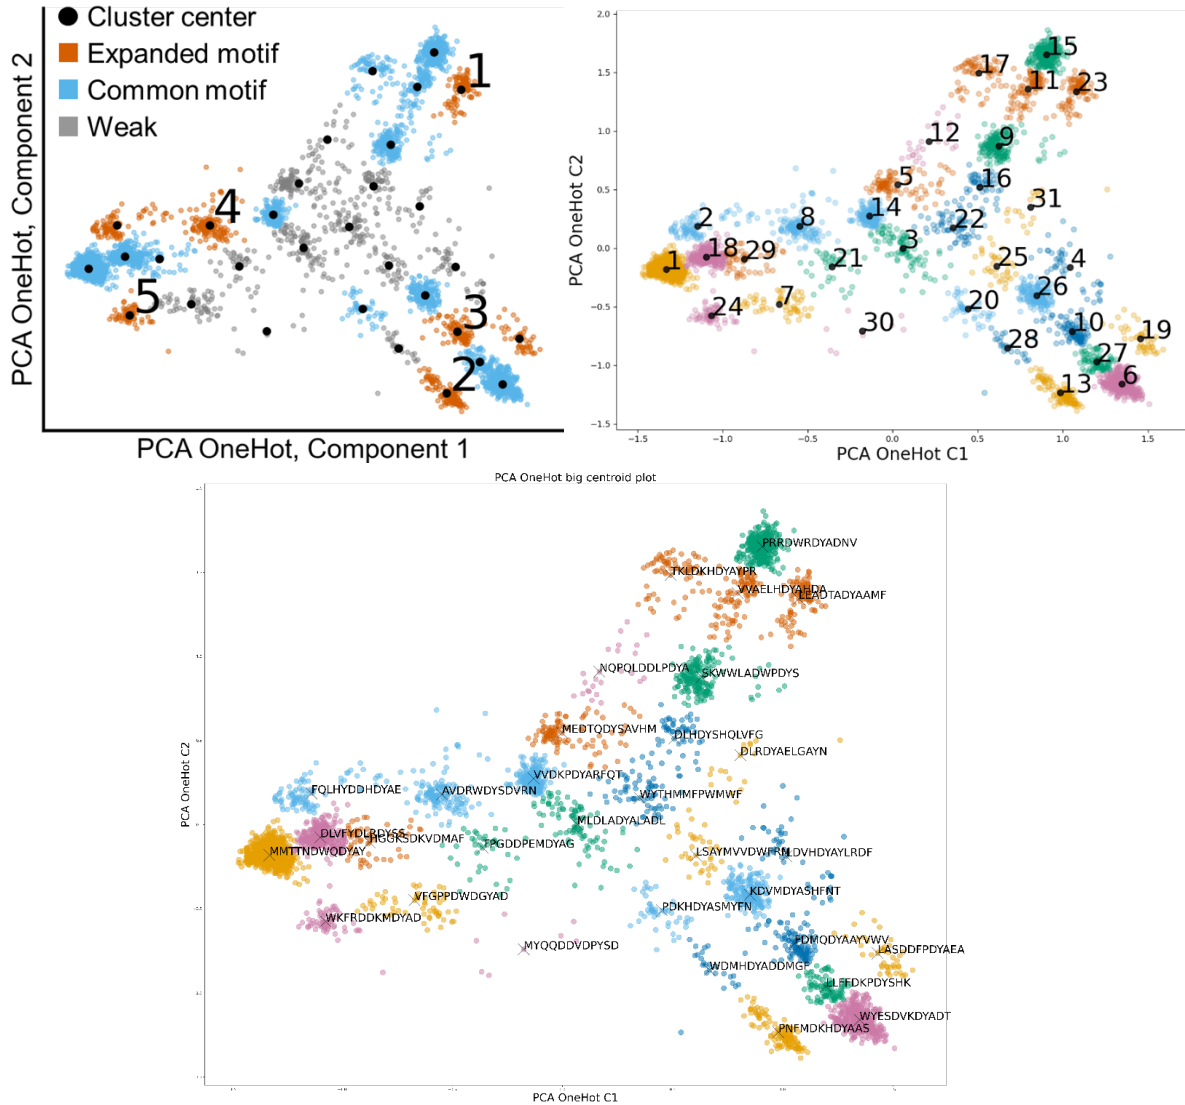 Cluster center
Expanded motif
Common motif
Weak
1
4
5
3
2
PCA OneHot, Component 2
PCA OneHot, Component 1
2.0
1.5
1.0
0.5
0.0
−0.5
−1.0
−1.5
−1.5
−1.0
−0.5
0.0
0.5
1.0
1.5
PCA OneHot C2
PCA OneHot C1
15
17
11
23
12
9
5
16
31
2
8
14
22
3
1
18
29
21
25
4
24
7
20
26
30
28
10
19
27
13
6
PCA OneHot big centroid plot
PRRDWRDYADNV
TKLDKHDYAYPR
VVAELHDYAHDA
LEADTADYAAMF
NQPQLDDLPDYA
SKWWLADWPDYS
MEDTQDYSAVHM
DLHDYSHQLVFG
DLRDYAELGAYN
VVDKPDYARFQT
FQLHYDDHDYAE
AVDRWDYSDVRN
WYTHMMFPWMWF
MLDLADYALADL
DLVFYDLRDYSS
HGGKSDKVDMAF
TPGDDPEMDYAG
MMTTNDWQDYAY
LSAYMVVDWFRM
LDVHDYAYLRDF
VFGPPDWDGYAD
KDVMDYASHFNT
PDKHDYASMYFN
WKFRDDKMDYAD
MYQQDDVDPYSD
FDMQDYAAYVWV
LASDDFPDYAEA
WDMHDYADDMGF
LLFFDKPDYSHK
WYESDVKDYADT
PNFMDKHDYAAS
PCA OneHot C2
PCA OneHot C1